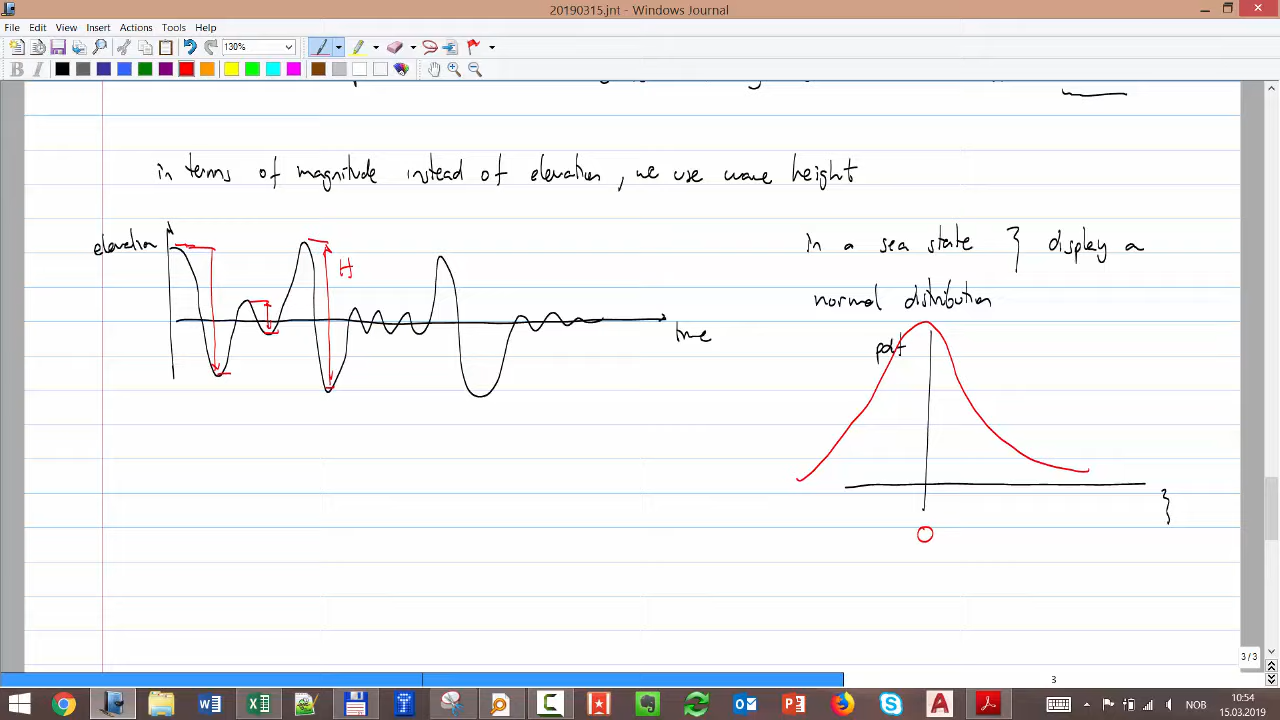 20190315.jnt - Windows Journal
File Edit View Insert Actions Tools Help
130%
B I
in terms of magnitude instead of elevation, we use wave height
elevation
H
time
In a sea state } display a
normal distribution
pdf
}
0
3 / 3
3
NOB
10:54
15.03.2019